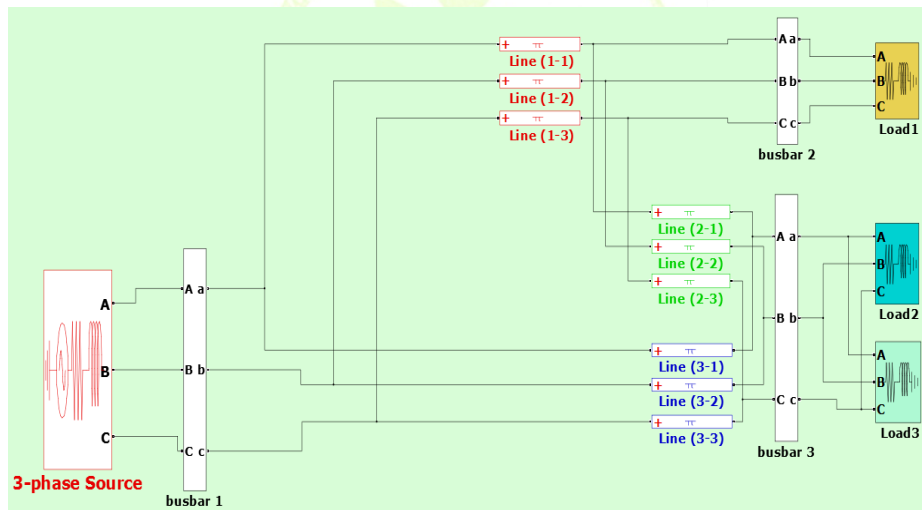 + π
Line (1-1)
+ π
Line (1-2)
+ π
Line (1-3)
A a
B b
C c
busbar 2
A
B
C
Load1
+ π
Line (2-1)
+ π
Line (2-2)
+ π
Line (2-3)
+ π
Line (3-1)
+ π
Line (3-2)
+ π
Line (3-3)
A a
B b
C c
busbar 3
A
B
C
Load2
A
B
C
Load3
A
B
C
3-phase Source
A a
B b
C c
busbar 1